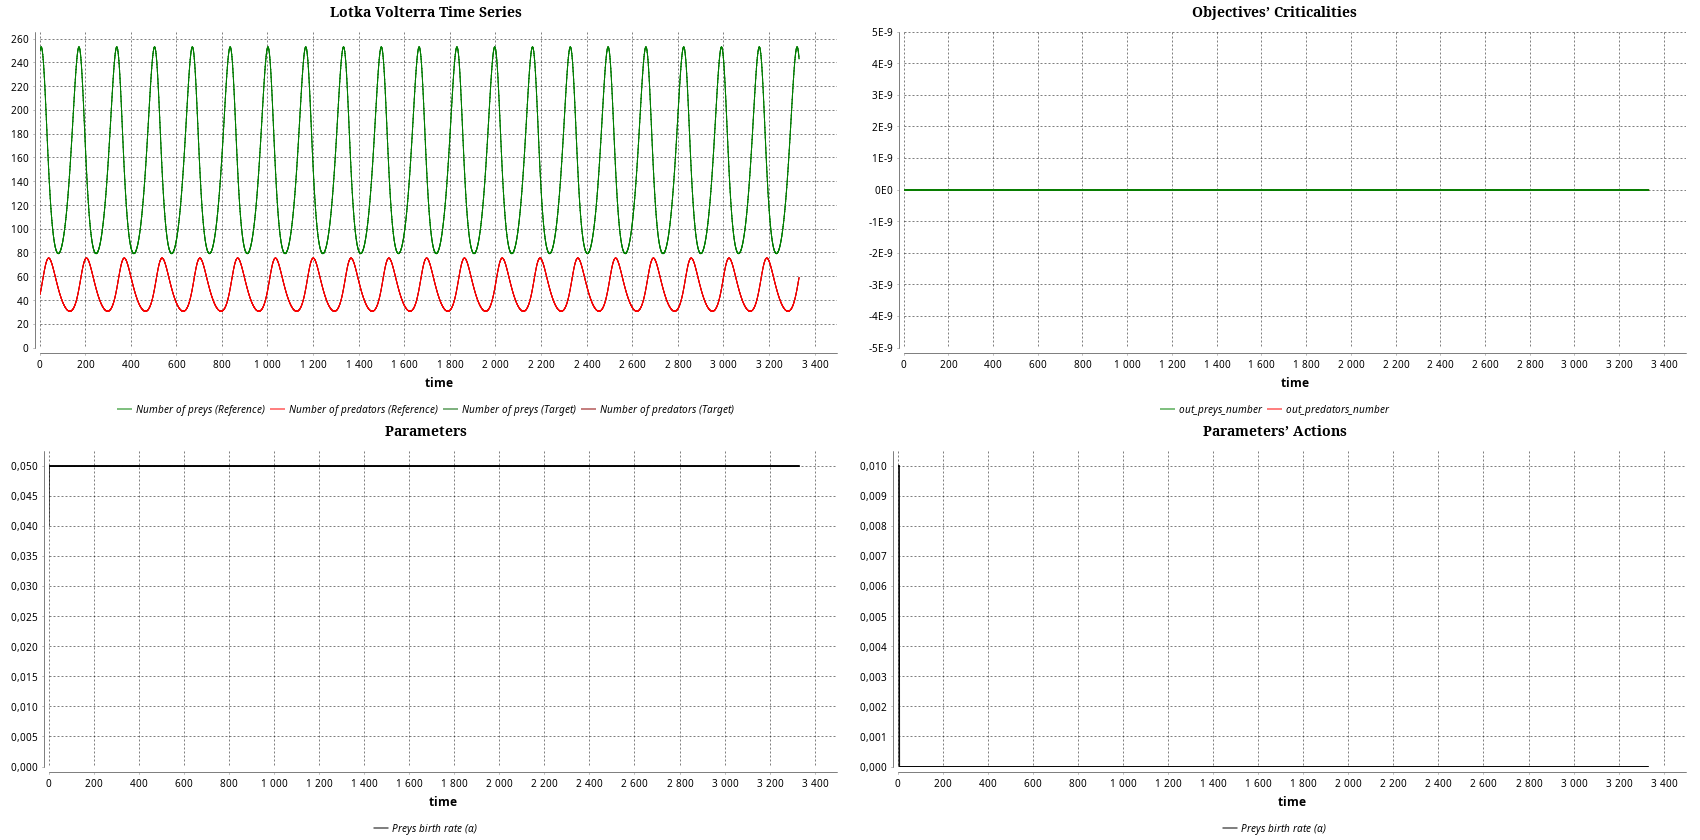 Lotka Volterra Time Series
260
240
220
200
180
160
140
120
100
80
60
40
20
0
0 200 400 600 800 1 000 1 200 1 400 1 600 1 800 2 000 2 200 2 400 2 600 2 800 3 000 3 200 3 400
time
Number of preys (Reference) Number of predators (Reference) Number of preys (Target) Number of predators (Target)
Objectives’ Criticalities
5E-9
4E-9
3E-9
2E-9
1E-9
0E0
-1E-9
-2E-9
-3E-9
-4E-9
-5E-9
0 200 400 600 800 1 000 1 200 1 400 1 600 1 800 2 000 2 200 2 400 2 600 2 800 3 000 3 200 3 400
time
out_preys_number out_predators_number
Parameters
0,050
0,045
0,040
0,035
0,030
0,025
0,020
0,015
0,010
0,005
0,000
0 200 400 600 800 1 000 1 200 1 400 1 600 1 800 2 000 2 200 2 400 2 600 2 800 3 000 3 200 3 400
time
Preys birth rate (a)
Parameters’ Actions
0,010
0,009
0,008
0,007
0,006
0,005
0,004
0,003
0,002
0,001
0,000
0 200 400 600 800 1 000 1 200 1 400 1 600 1 800 2 000 2 200 2 400 2 600 2 800 3 000 3 200 3 400
time
Preys birth rate (a)